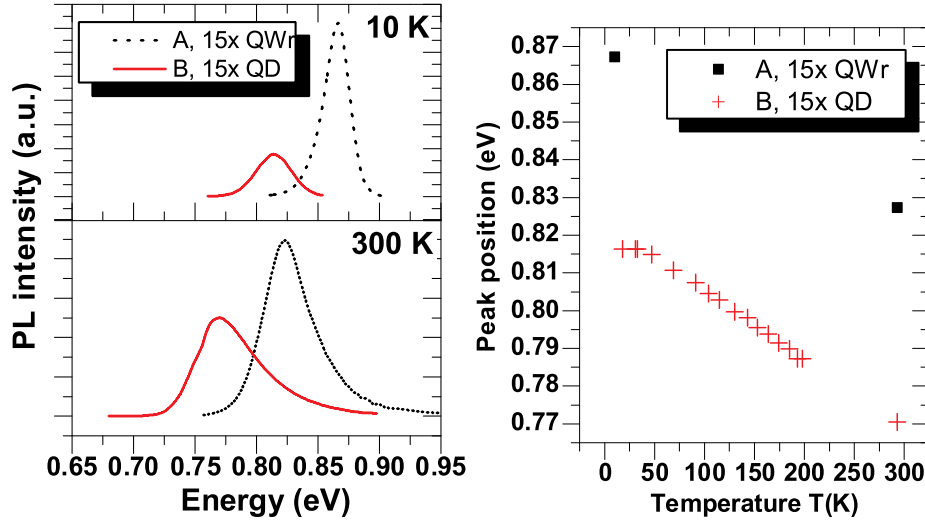 A, 15x QWr
B, 15x QD
10 K
300 K
PL intensity (a.u.)
0.65 0.70 0.75 0.80 0.85 0.90 0.95
Energy (eV)
A, 15x QWr
B, 15x QD
0.87
0.86
0.85
0.84
0.83
0.82
0.81
0.80
0.79
0.78
0.77
Peak position (eV)
0 50 100 150 200 250 300
Temperature T(K)